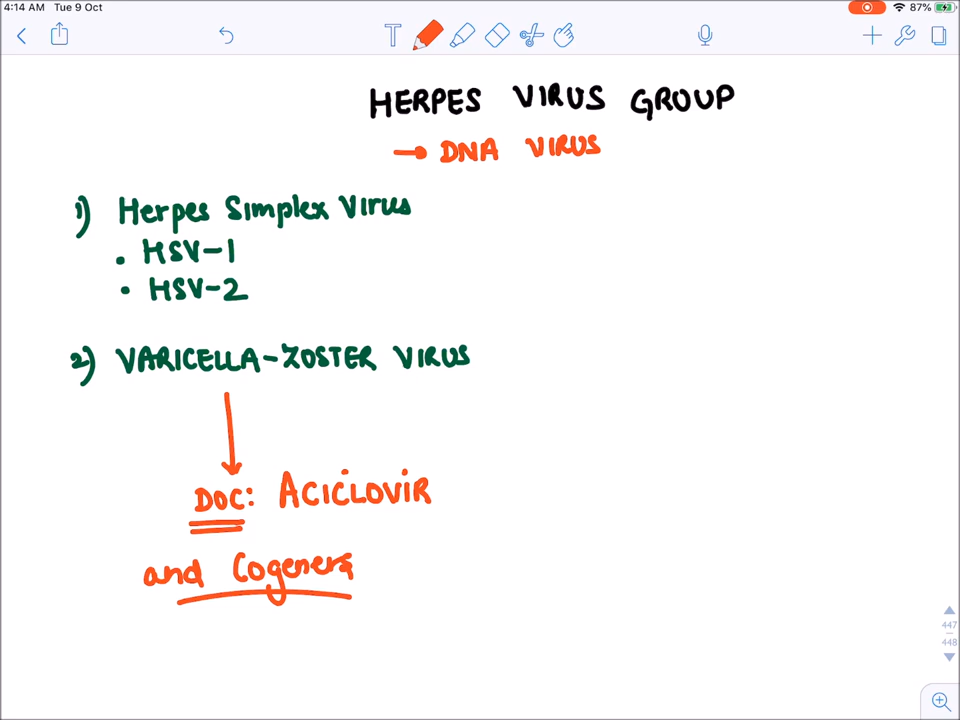 4:14 AM Tue 9 Oct 87%
HERPES VIRUS GROUP
→ DNA VIRUS
1) Herpes Simplex Virus
• HSV-1
• HSV-2
2) VARICELLA-ZOSTER VIRUS
DOC: ACICLOVIR
and Cogeners
447
448